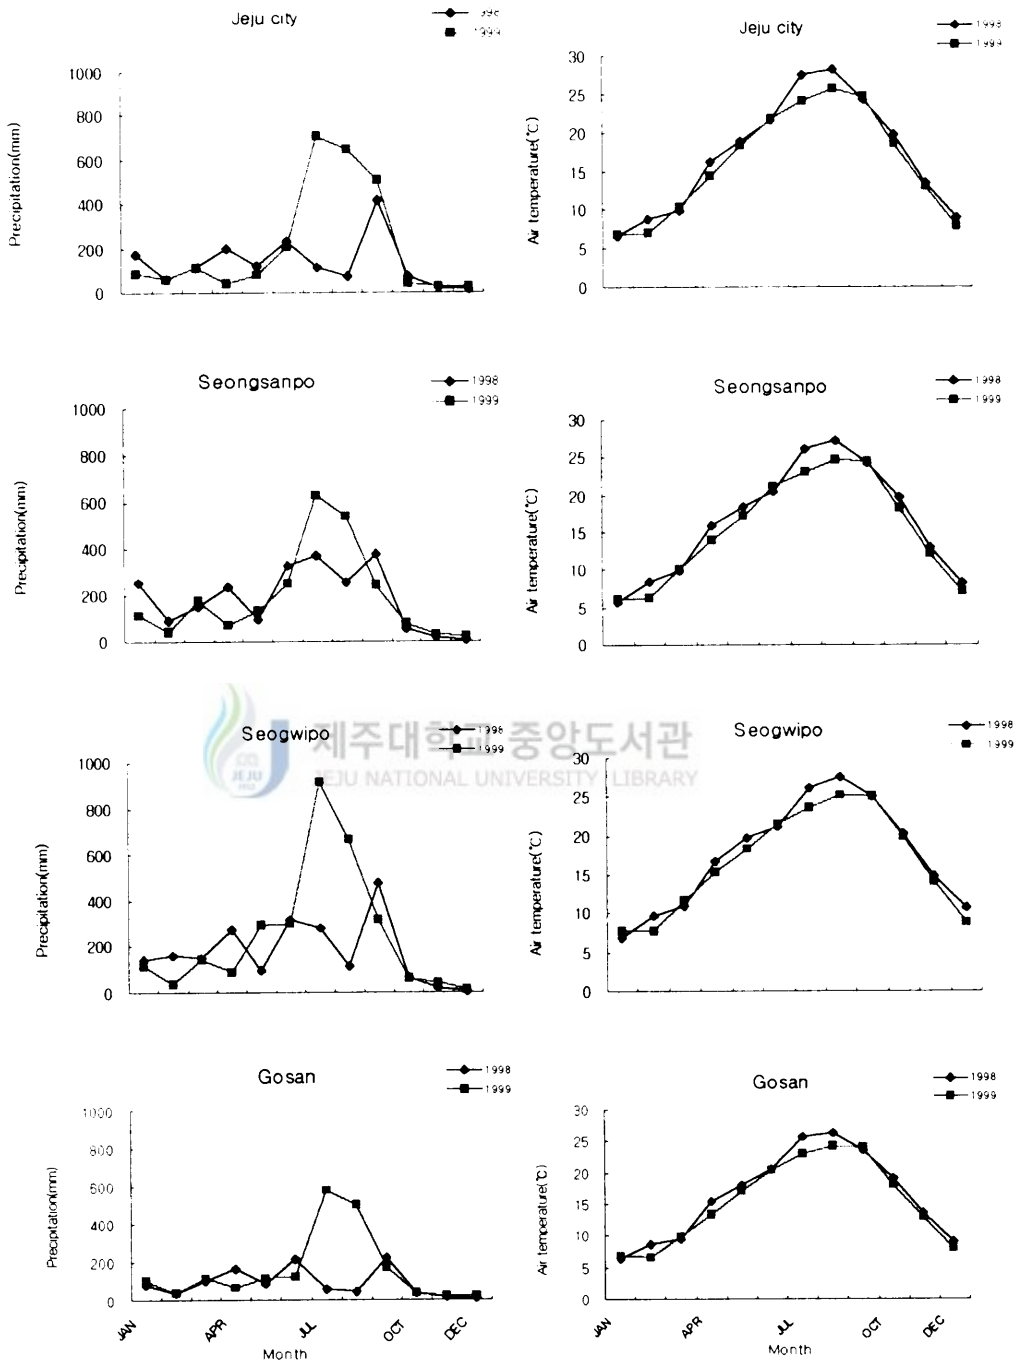 Jeju city
1999
Precipitation(mm)
1000
800
600
400
200
0
Jeju city
1998
1999
Air temperature(℃)
30
25
20
15
10
5
0
Seongsanpo
1998
1999
Precipitation(mm)
1000
800
600
400
200
0
Seongsanpo
1998
1999
Air temperature(℃)
30
25
20
15
10
5
0
제주대학교 중앙도서관
JEJU NATIONAL UNIVERSITY LIBRARY
JEJU
1952
Seogwipo
1998
1999
Precipitation(mm)
1000
800
600
400
200
0
Seogwipo
1998
1999
Air temperature(℃)
30
25
20
15
10
5
0
Gosan
1998
1999
Precipitation(mm)
1000
800
600
400
200
0
JAN
APR
JUL
OCT
DEC
Month
Gosan
1998
1999
Air temperature(℃)
30
25
20
15
10
5
0
JAN
APR
JUL
OCT
DEC
Month